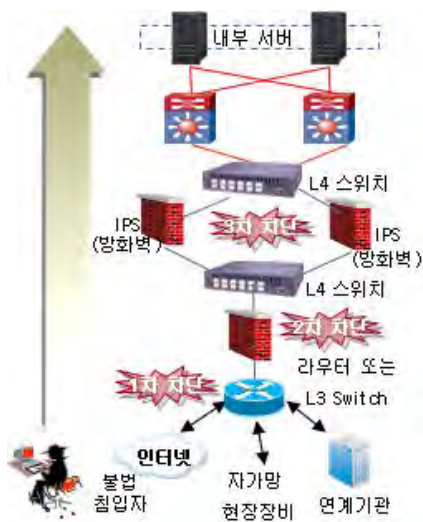 내부 서버
L4 스위치
IPS
(방화벽)
3차 차단
IPS
(방화벽)
L4 스위치
2차 차단
라우터 또는
L3 Switch
1차 차단
인터넷
불법
침입자
자가망
현장장비
연계기관